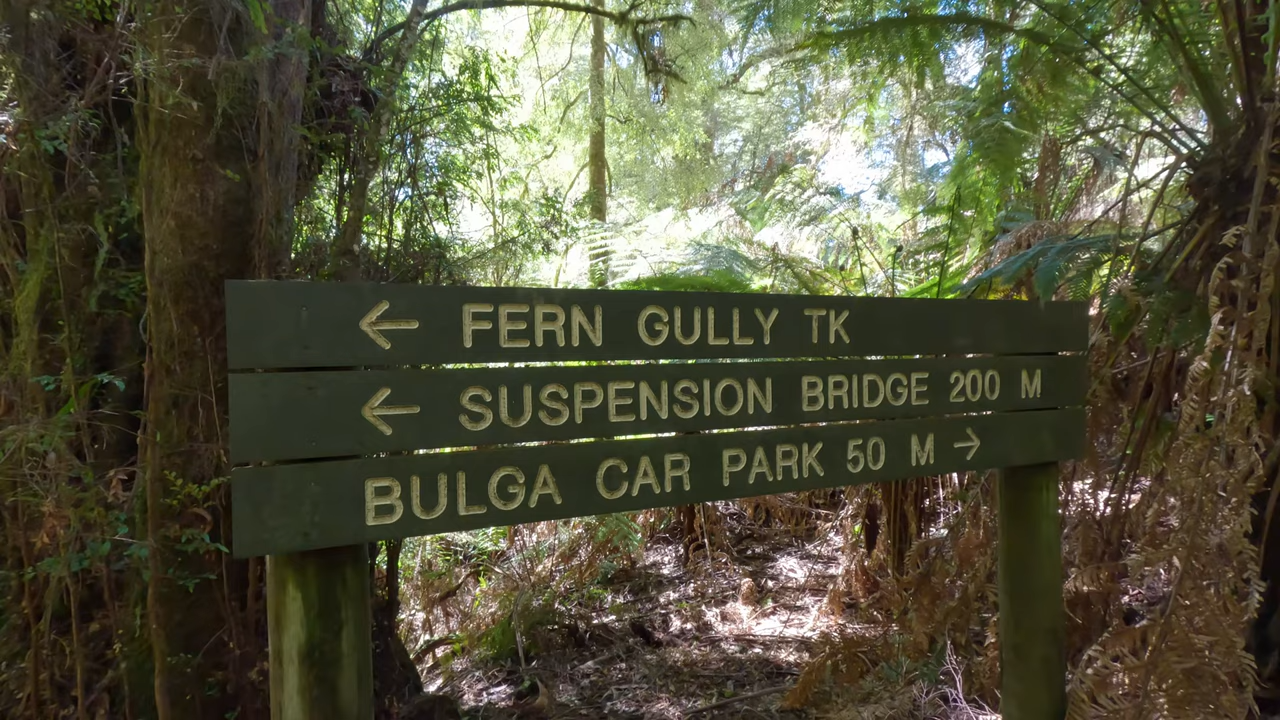 ← FERN GULLY TK
← SUSPENSION BRIDGE 200 M
BULGA CAR PARK 50 M →